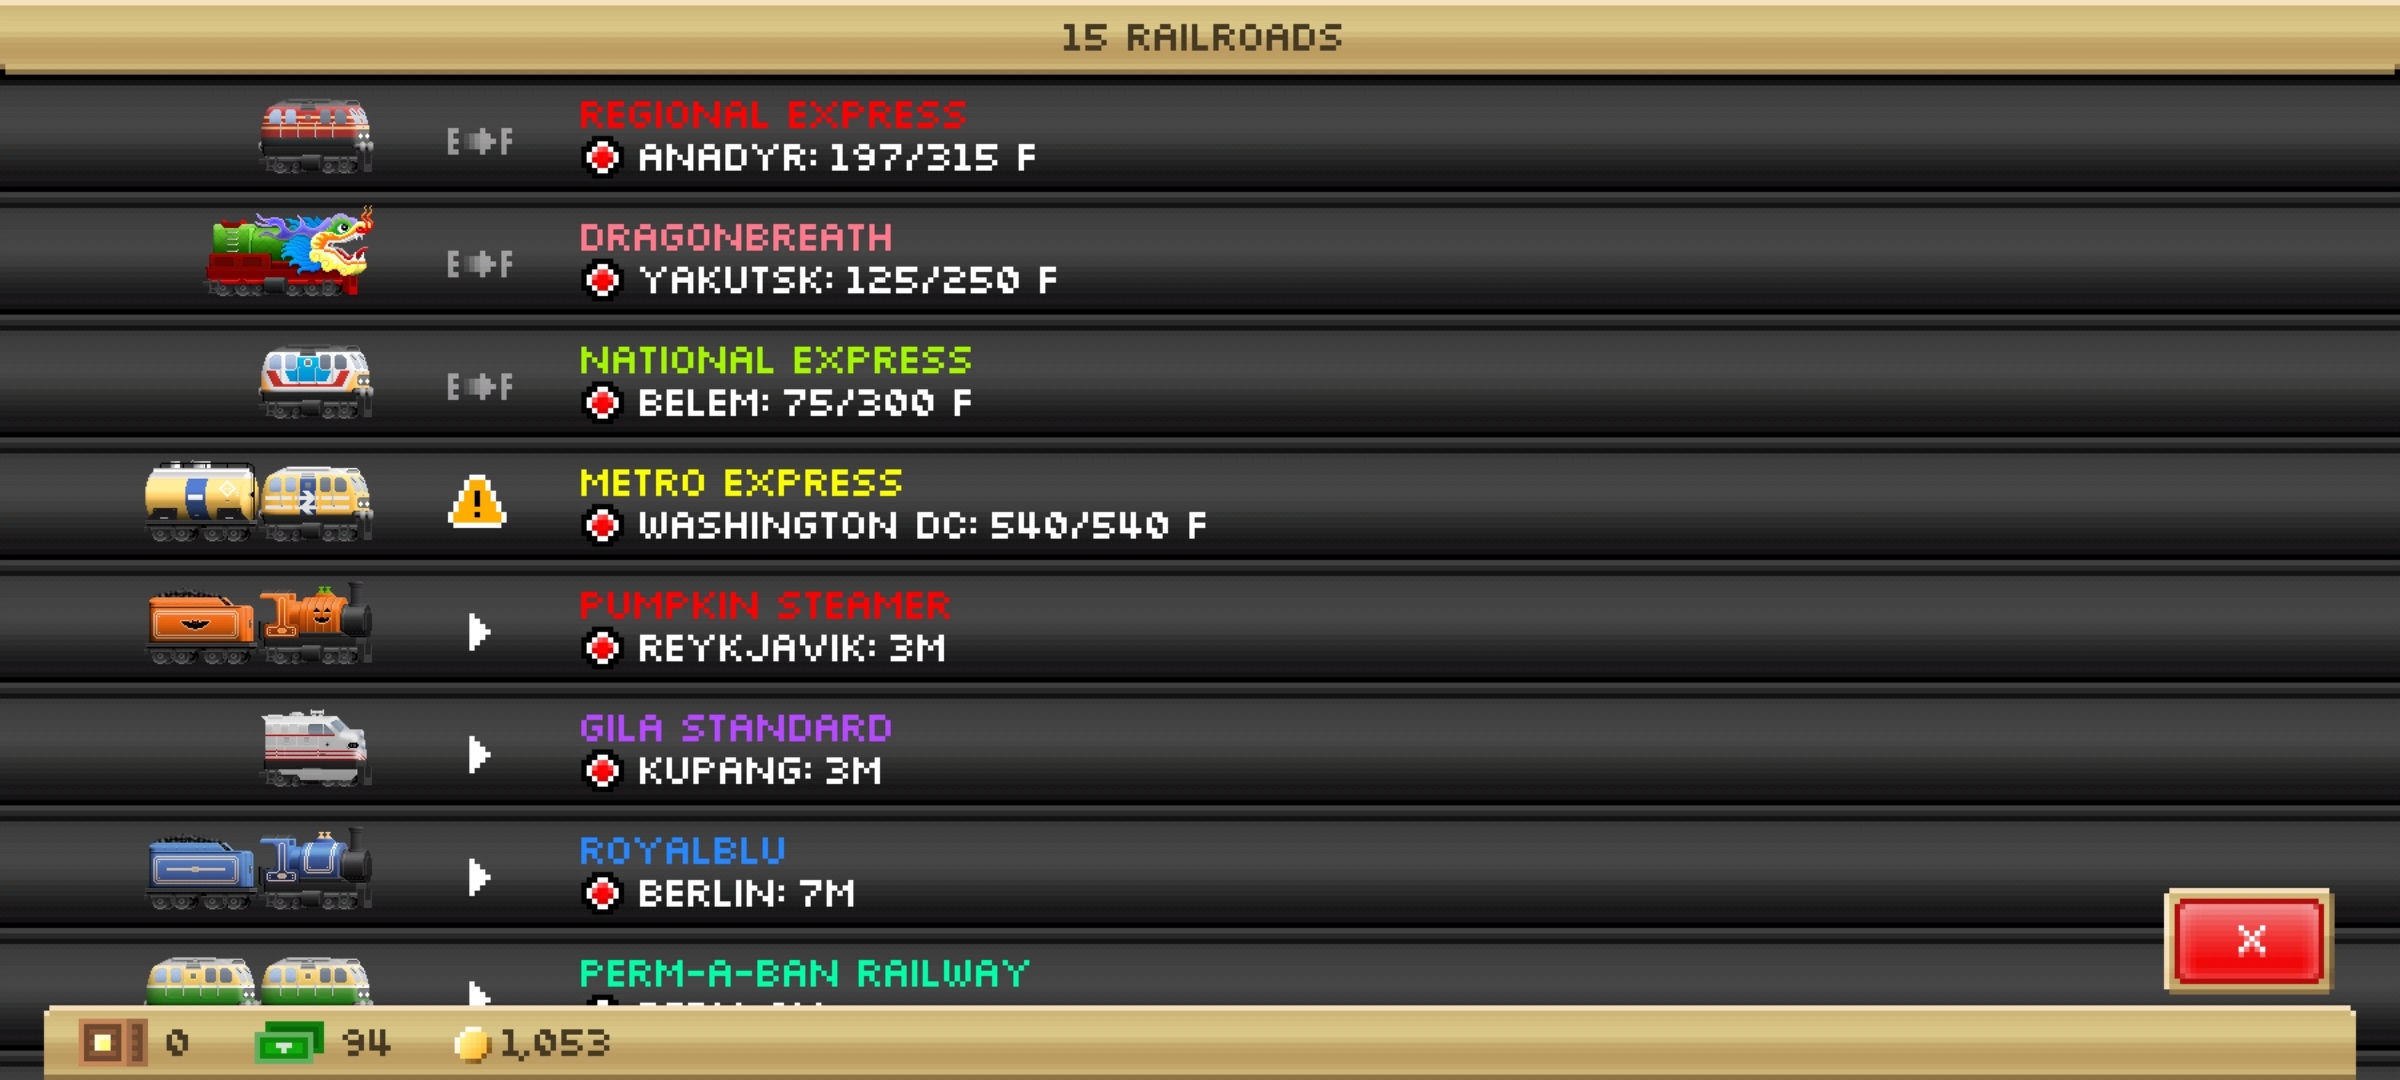 15 RAILROADS
E F
REGIONAL EXPRESS
ANADYR: 197/315 F
E F
DRAGONBREATH
YAKUTSK: 125/250 F
E F
NATIONAL EXPRESS
BELEM: 75/300 F
METRO EXPRESS
WASHINGTON DC: 540/540 F
PUMPKIN STEAMER
REYKJAVIK: 3M
GILA STANDARD
KUPANG: 3M
ROYALBLU
BERLIN: 7M
PERM-A-BAN RAILWAY
X
0 94 1,053